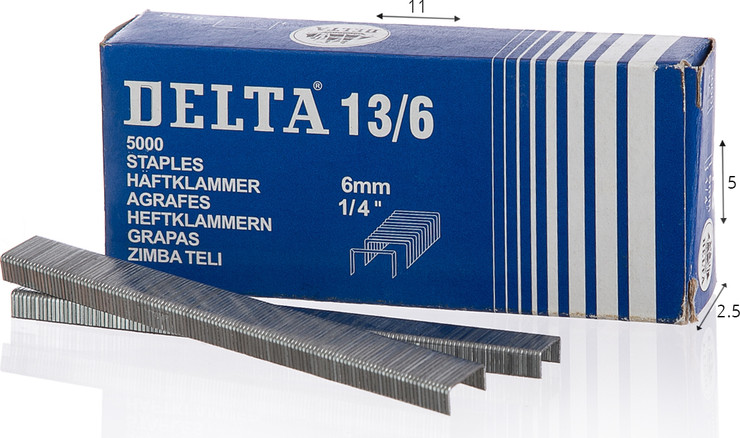 11
DELTA® 13/6
5000
STAPLES
HÄFTKLAMMER
AGRAFES
HEFTKLAMMERN
GRAPAS
ZIMBA TELI
6mm
1/4 "
5
2.5